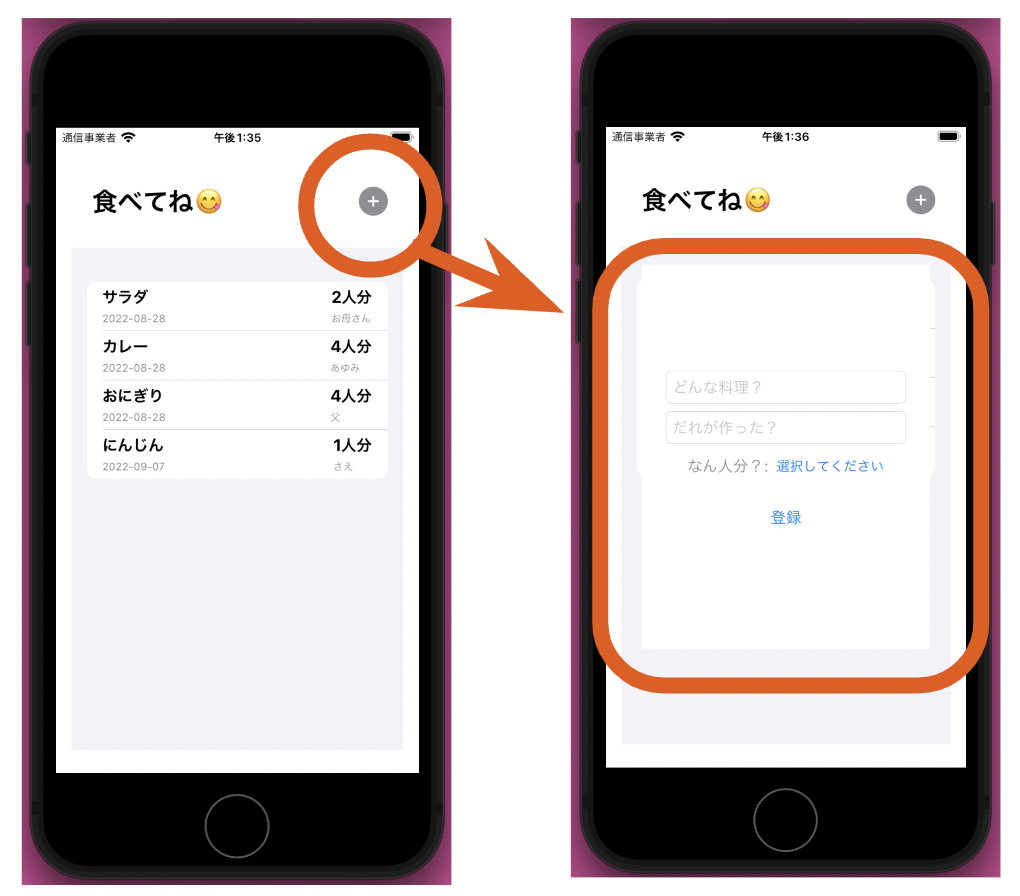 通信事業者 午後1:35
食べてね😋 +
サラダ 2人分
2022-08-28 お母さん
カレー 4人分
2022-08-28 あゆみ
おにぎり 4人分
2022-08-28 父
にんじん 1人分
2022-09-07 さえ
通信事業者 午後1:36
食べてね😋 +
どんな料理？
だれが作った？
なん人分？: 選択してください
登録